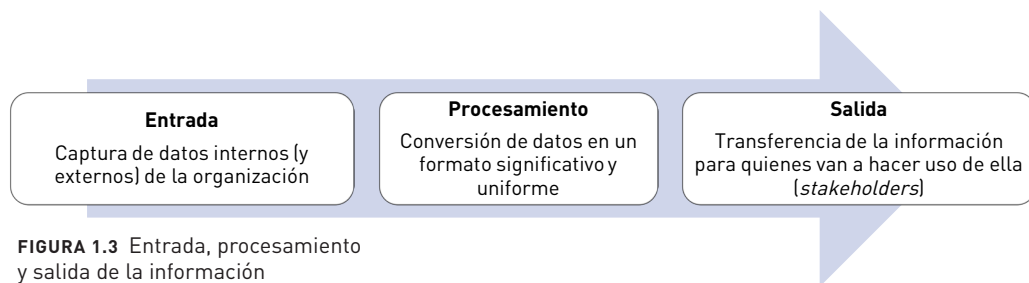 Entrada
Captura de datos internos (y
externos) de la organización
Procesamiento
Conversión de datos en un
formato significativo y
uniforme
Salida
Transferencia de la información
para quienes van a hacer uso de ella
(stakeholders)
FIGURA 1.3 Entrada, procesamiento
y salida de la información